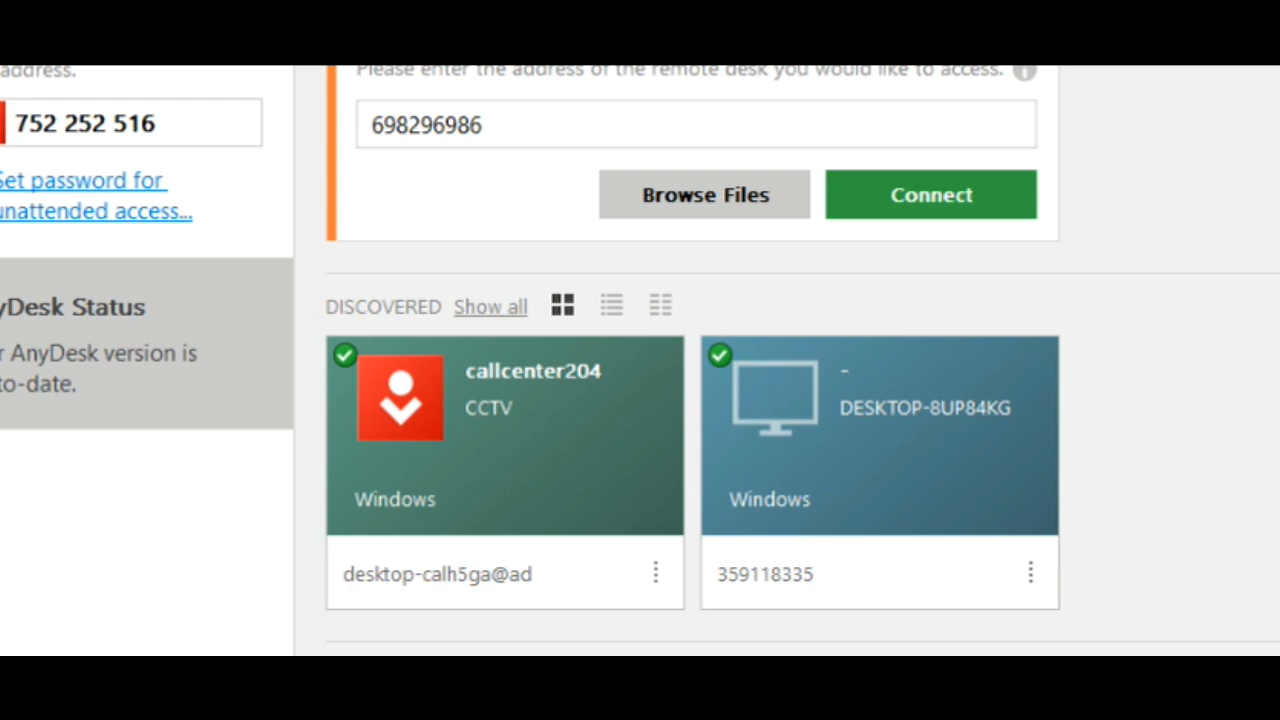 address.
752 252 516
Set password for
unattended access...
yDesk Status
r AnyDesk version is
to-date.
Please enter the address of the remote desk you would like to access.
698296986
Browse Files
Connect
DISCOVERED Show all
callcenter204
CCTV
Windows
desktop-calh5ga@ad
-
DESKTOP-8UP84KG
Windows
359118335